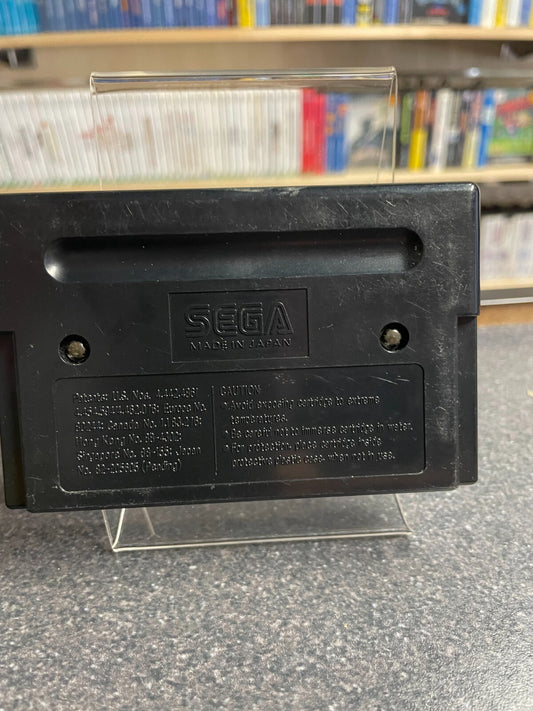 SEGA
MADE IN JAPAN
Patents: U.S. Nos. 4,442,486/
4,454,594/4,462,076; Europe No.
80244; Canada No. 1,183,276;
Hong Kong No. 88-4302;
Singapore No. 88-155; Japan
No. 82-205605 (Pending)
CAUTION
• Avoid exposing cartridge to extreme
temperatures.
• Be careful not to immerse cartridge in water.
• For protection, place cartridge inside
protective plastic case, when not in use.